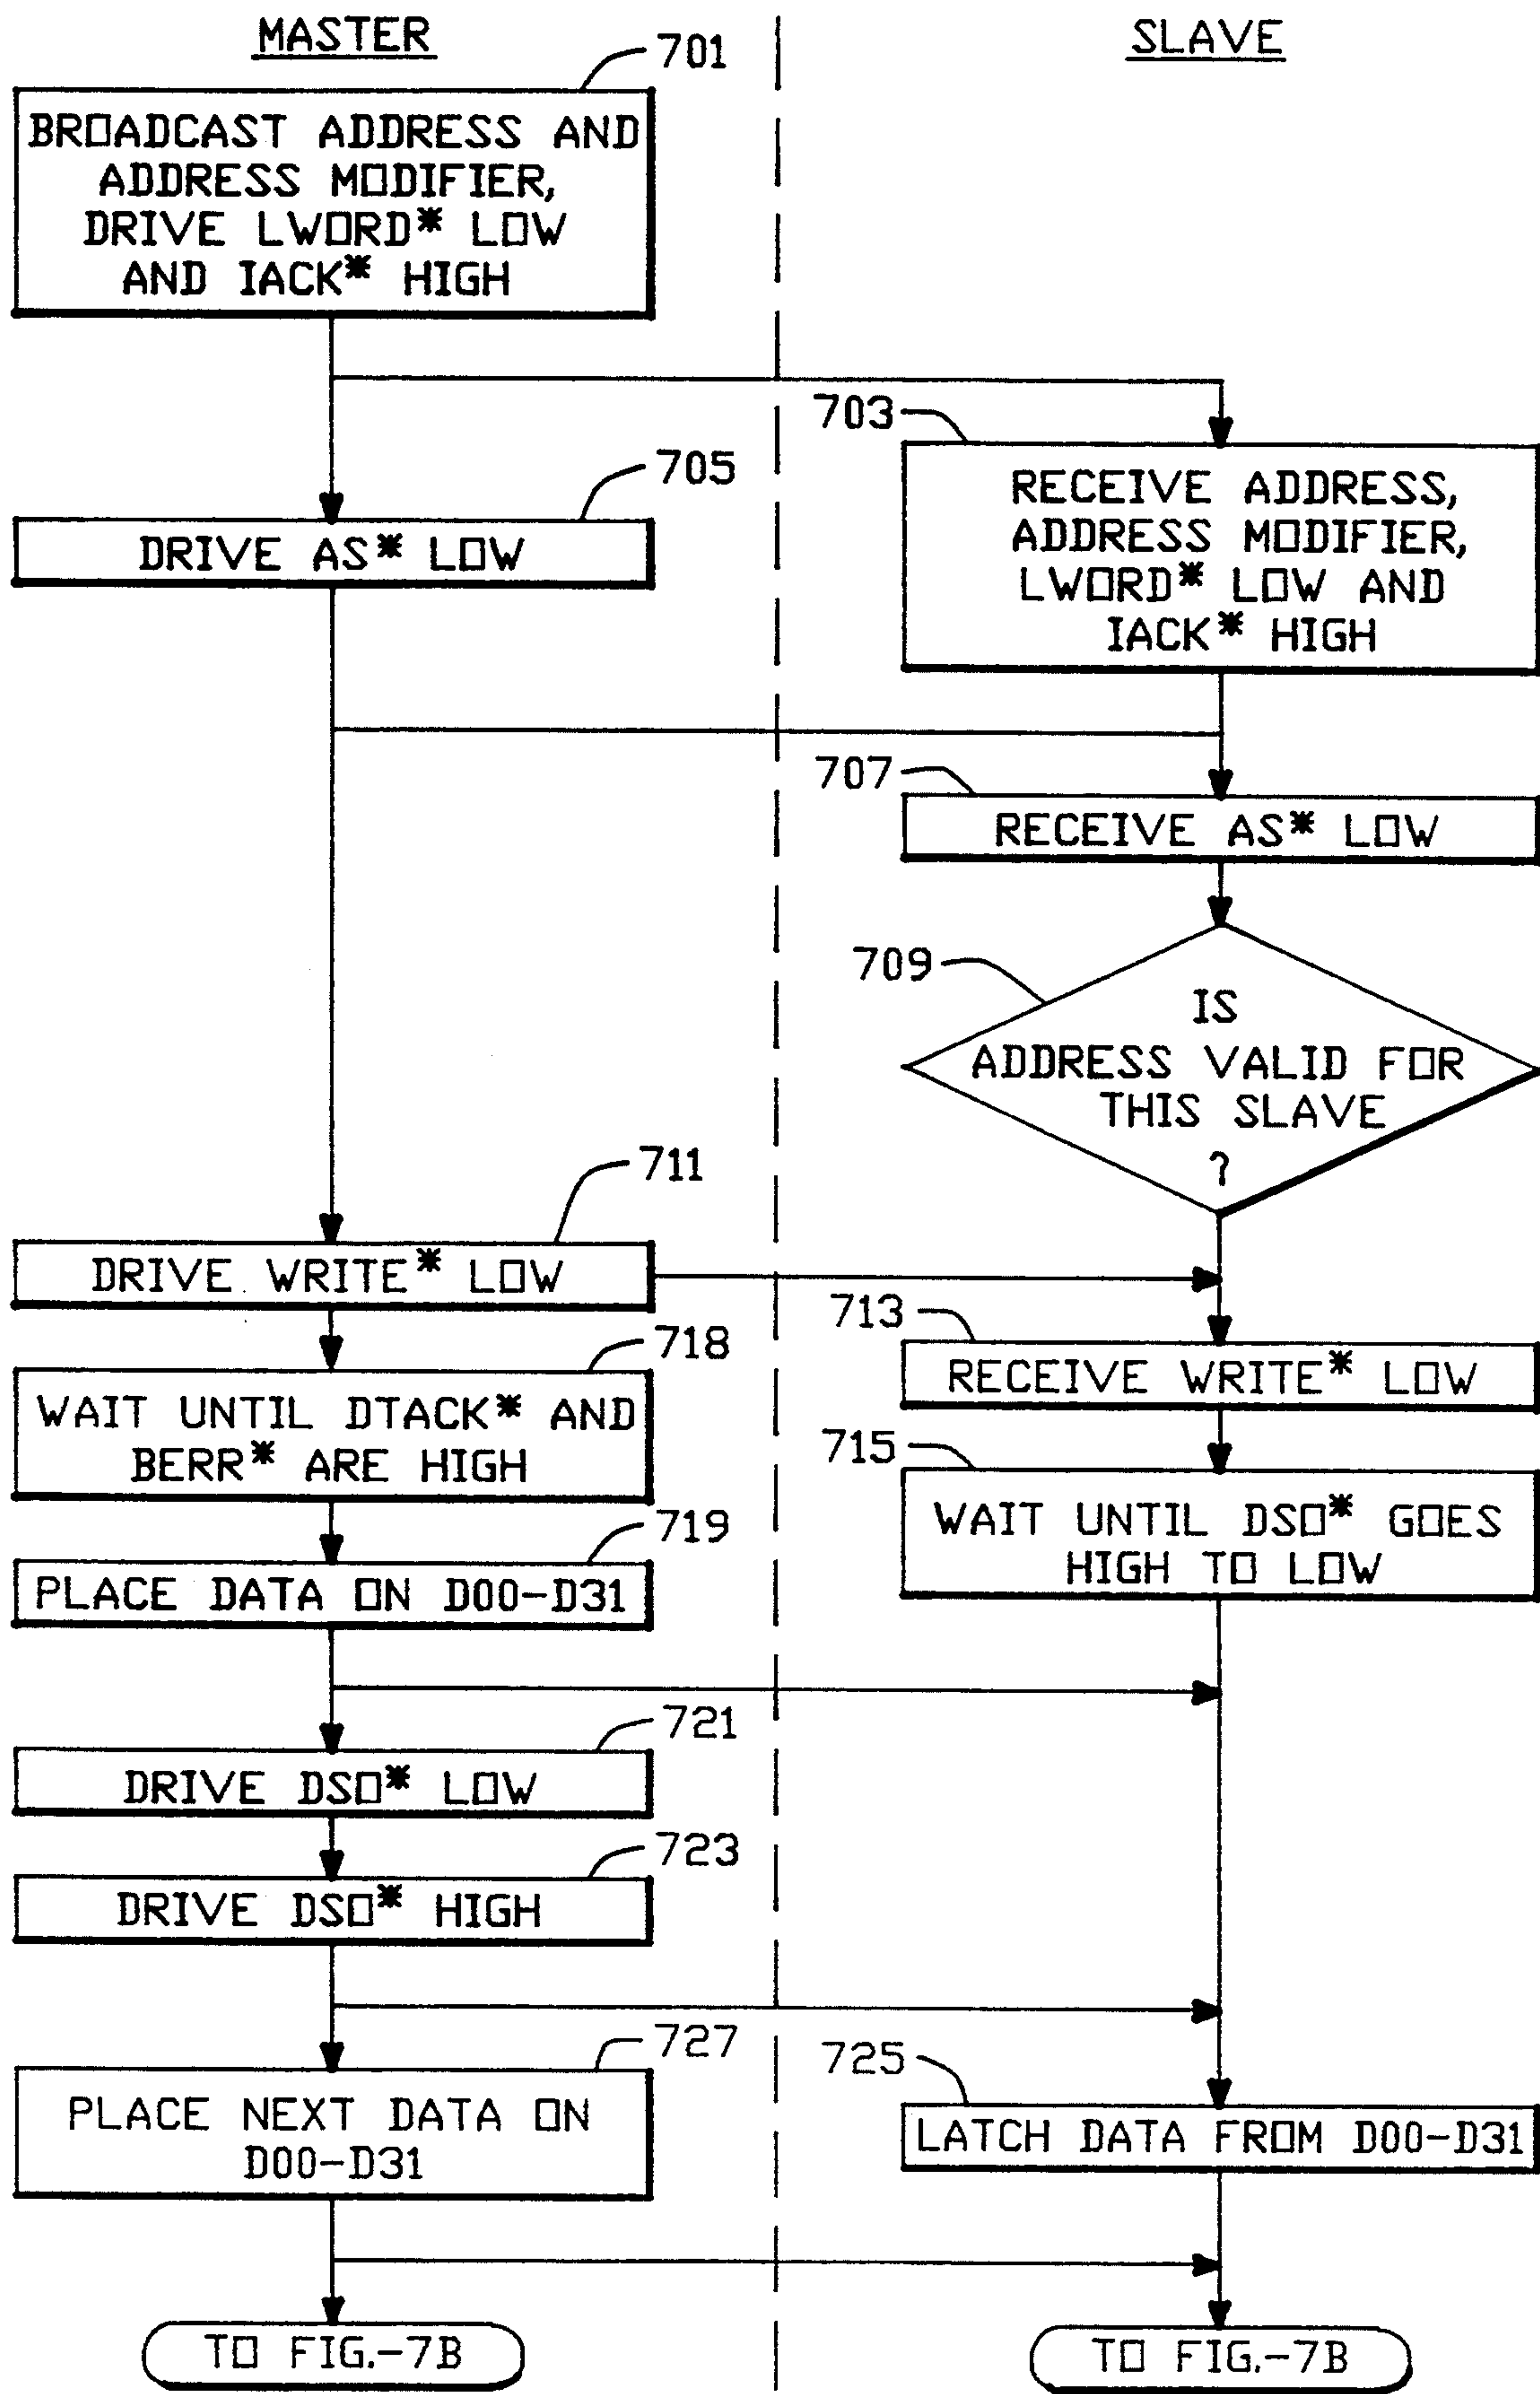 MASTER
SLAVE
701
BROADCAST ADDRESS AND
ADDRESS MODIFIER,
DRIVE LWORD* LOW
AND IACK* HIGH
703
RECEIVE ADDRESS,
ADDRESS MODIFIER,
LWORD* LOW AND
IACK* HIGH
705
DRIVE AS* LOW
707
RECEIVE AS* LOW
709
IS
ADDRESS VALID FOR
THIS SLAVE
?
711
DRIVE WRITE* LOW
713
RECEIVE WRITE* LOW
718
WAIT UNTIL DTACK* AND
BERR* ARE HIGH
715
WAIT UNTIL DSO* GOES
HIGH TO LOW
719
PLACE DATA ON D00-D31
721
DRIVE DSO* LOW
723
DRIVE DSO* HIGH
727
PLACE NEXT DATA ON
D00-D31
725
LATCH DATA FROM D00-D31
TO FIG.-7B
TO FIG.-7B